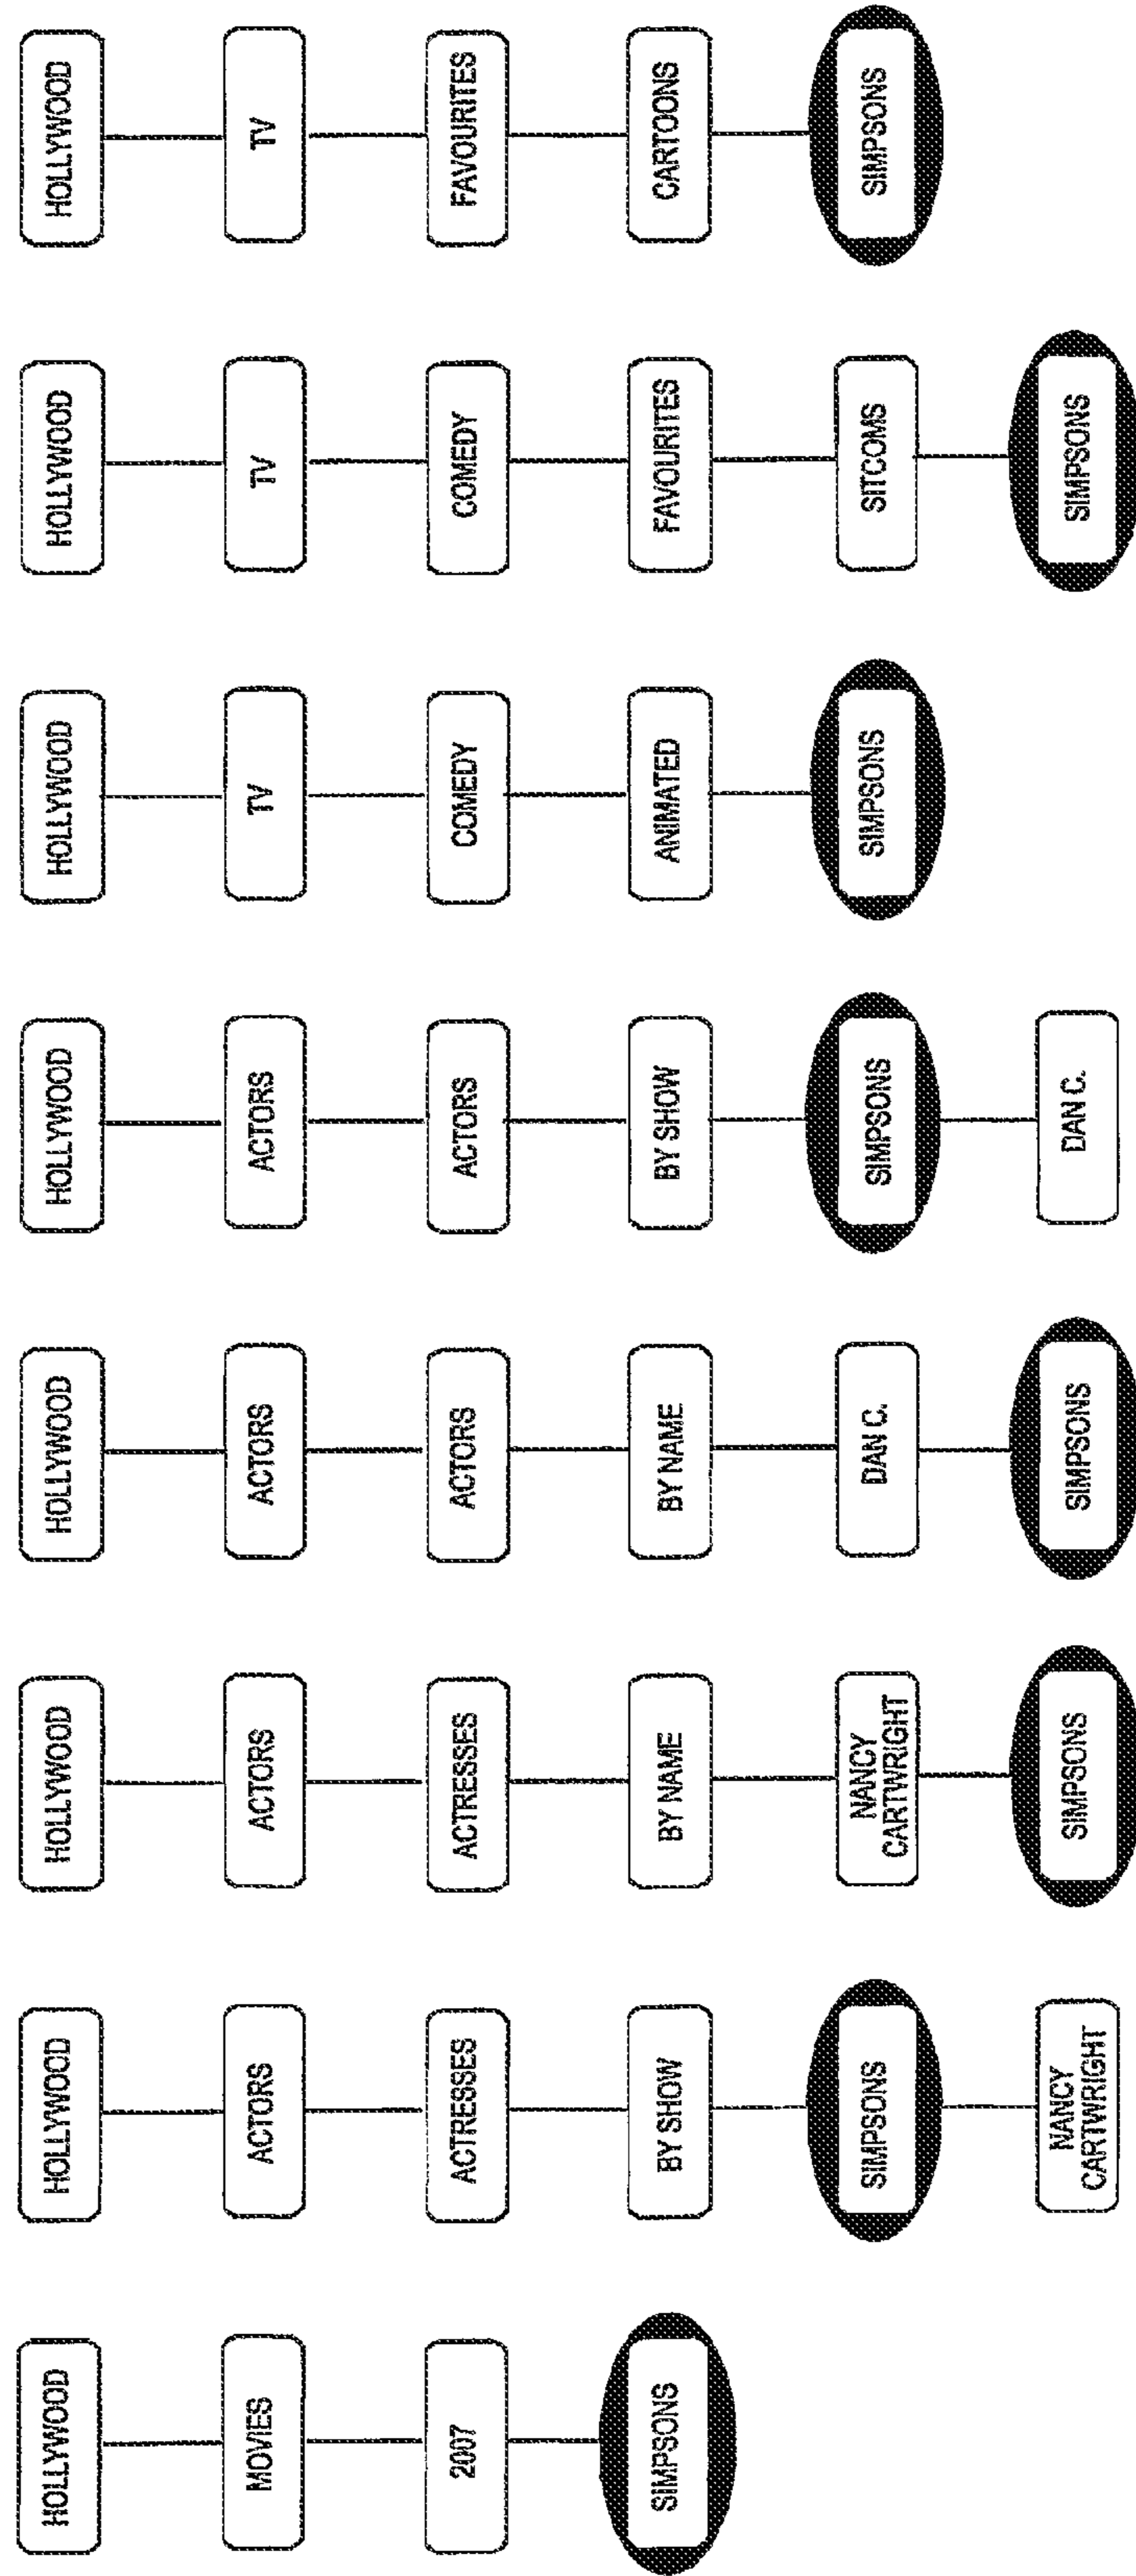 HOLLYWOOD
MOVIES
2007
SIMPSONS
HOLLYWOOD
ACTORS
ACTRESSES
BY SHOW
SIMPSONS
NANCY
CARTWRIGHT
HOLLYWOOD
ACTORS
ACTRESSES
BY NAME
NANCY
CARTWRIGHT
SIMPSONS
HOLLYWOOD
ACTORS
ACTORS
BY NAME
DAN C.
SIMPSONS
HOLLYWOOD
ACTORS
ACTORS
BY SHOW
SIMPSONS
DAN C.
HOLLYWOOD
TV
COMEDY
ANIMATED
SIMPSONS
HOLLYWOOD
TV
COMEDY
FAVOURITES
SITCOMS
SIMPSONS
HOLLYWOOD
TV
FAVOURITES
CARTOONS
SIMPSONS